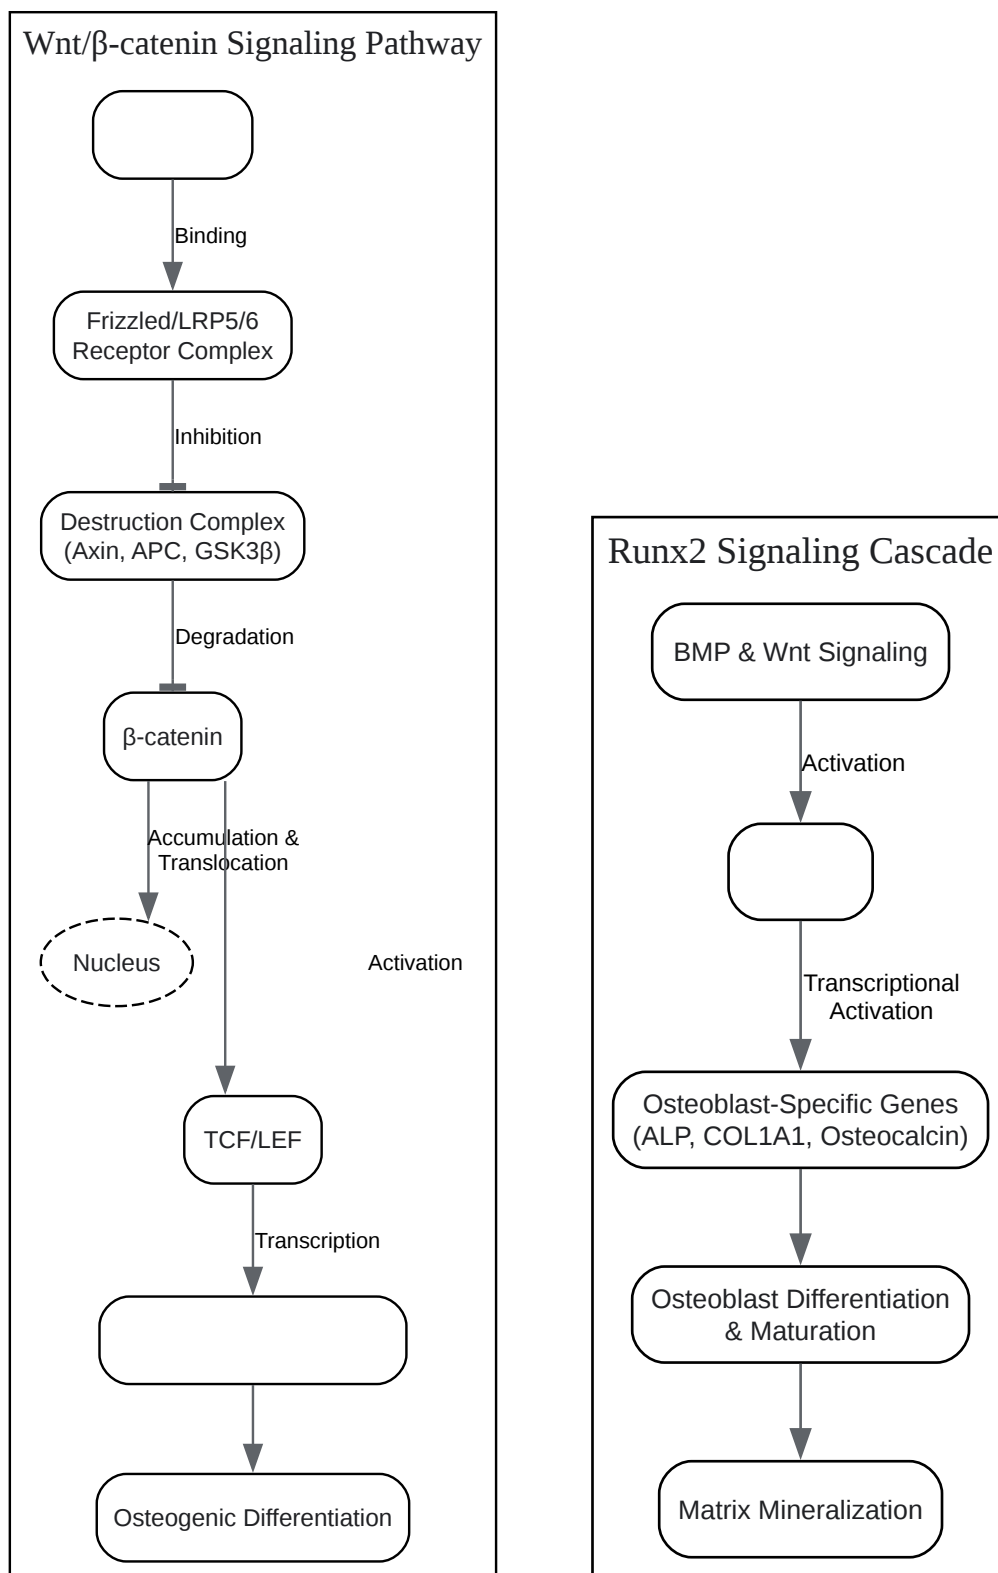 Wnt/β-catenin Signaling Pathway
Binding
Frizzled/LRP5/6
Receptor Complex
Inhibition
Destruction Complex
(Axin, APC, GSK3β)
Degradation
β-catenin
Accumulation &
Translocation
Nucleus
Activation
TCF/LEF
Transcription
Osteogenic Differentiation
Runx2 Signaling Cascade
BMP & Wnt Signaling
Activation
Transcriptional
Activation
Osteoblast-Specific Genes
(ALP, COL1A1, Osteocalcin)
Osteoblast Differentiation
& Maturation
Matrix Mineralization